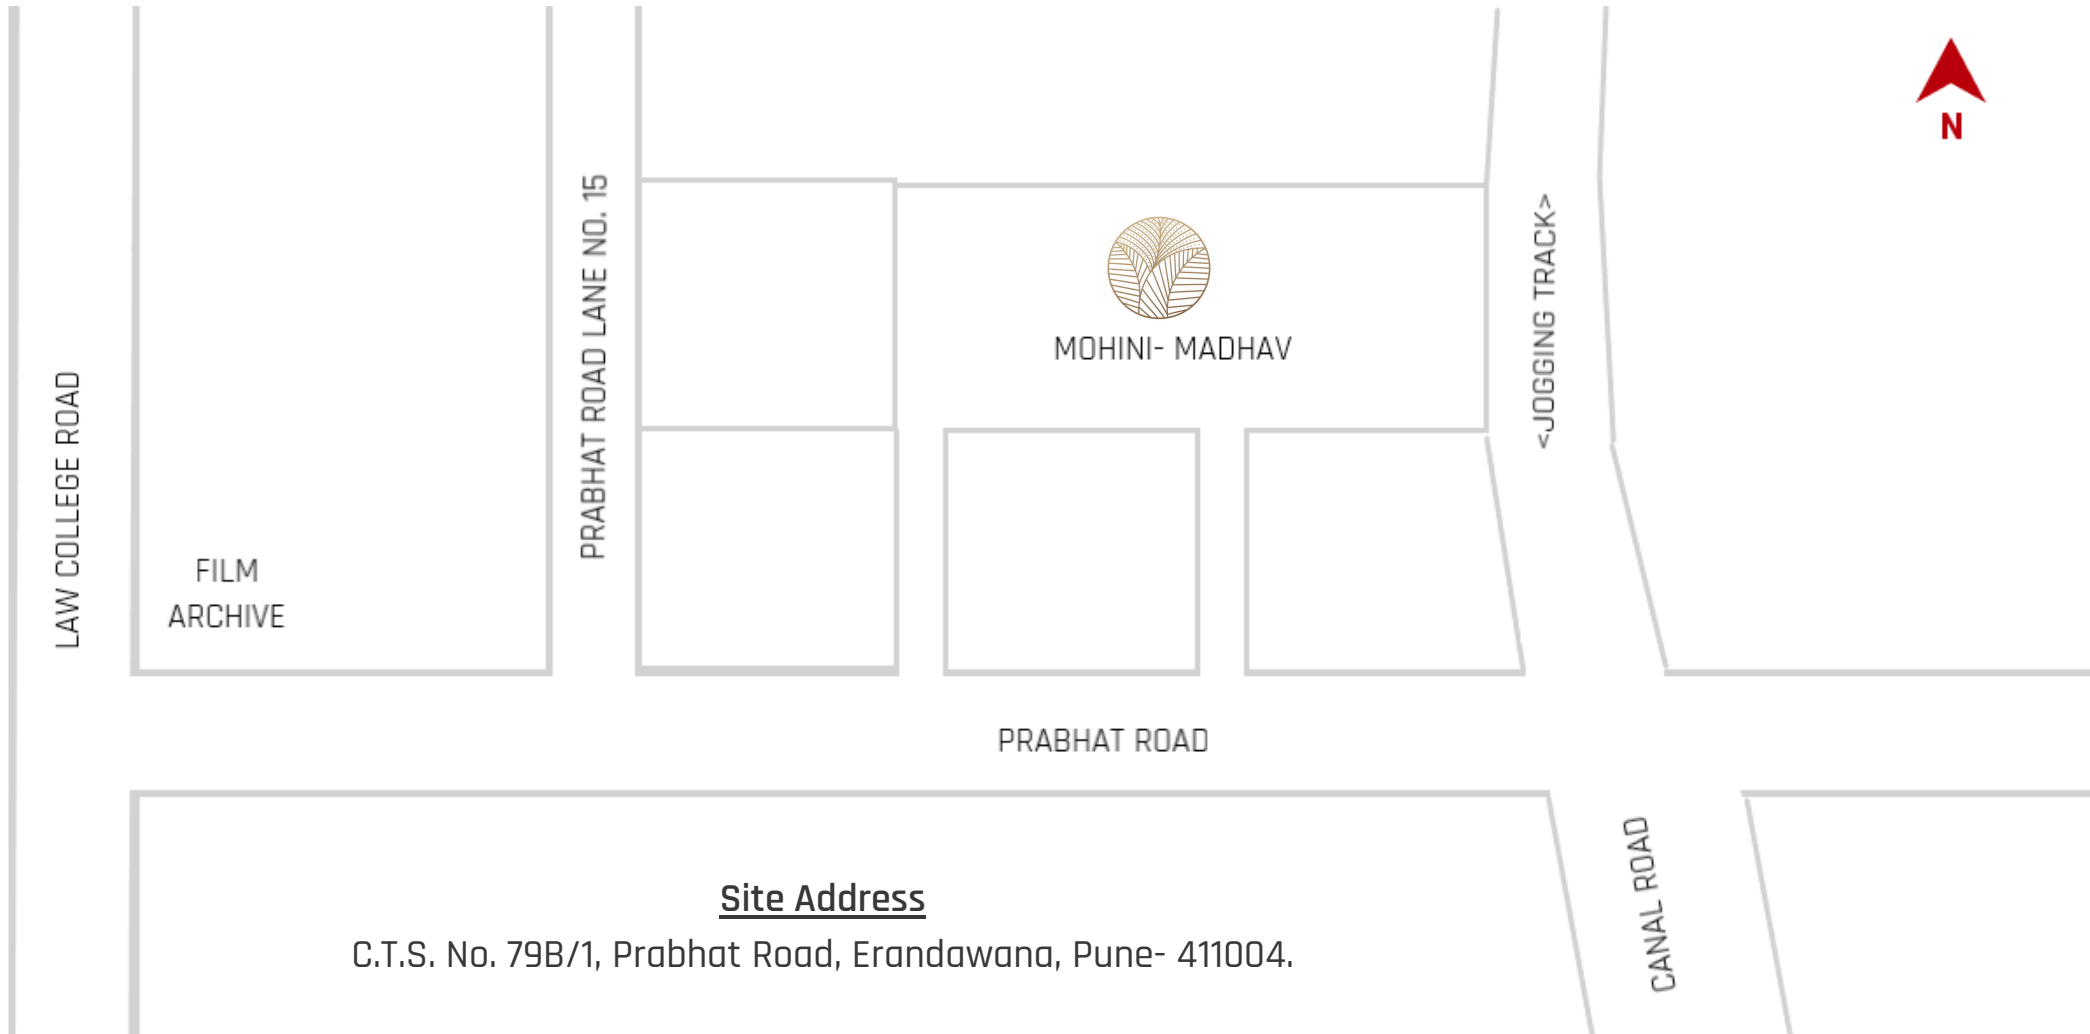 N
LAW COLLEGE ROAD
FILM
ARCHIVE
PRABHAT ROAD LANE NO. 15
MOHINI- MADHAV
<JOGGING TRACK>
PRABHAT ROAD
CANAL ROAD
Site Address
C.T.S. No. 79B/1, Prabhat Road, Erandawana, Pune- 411004.